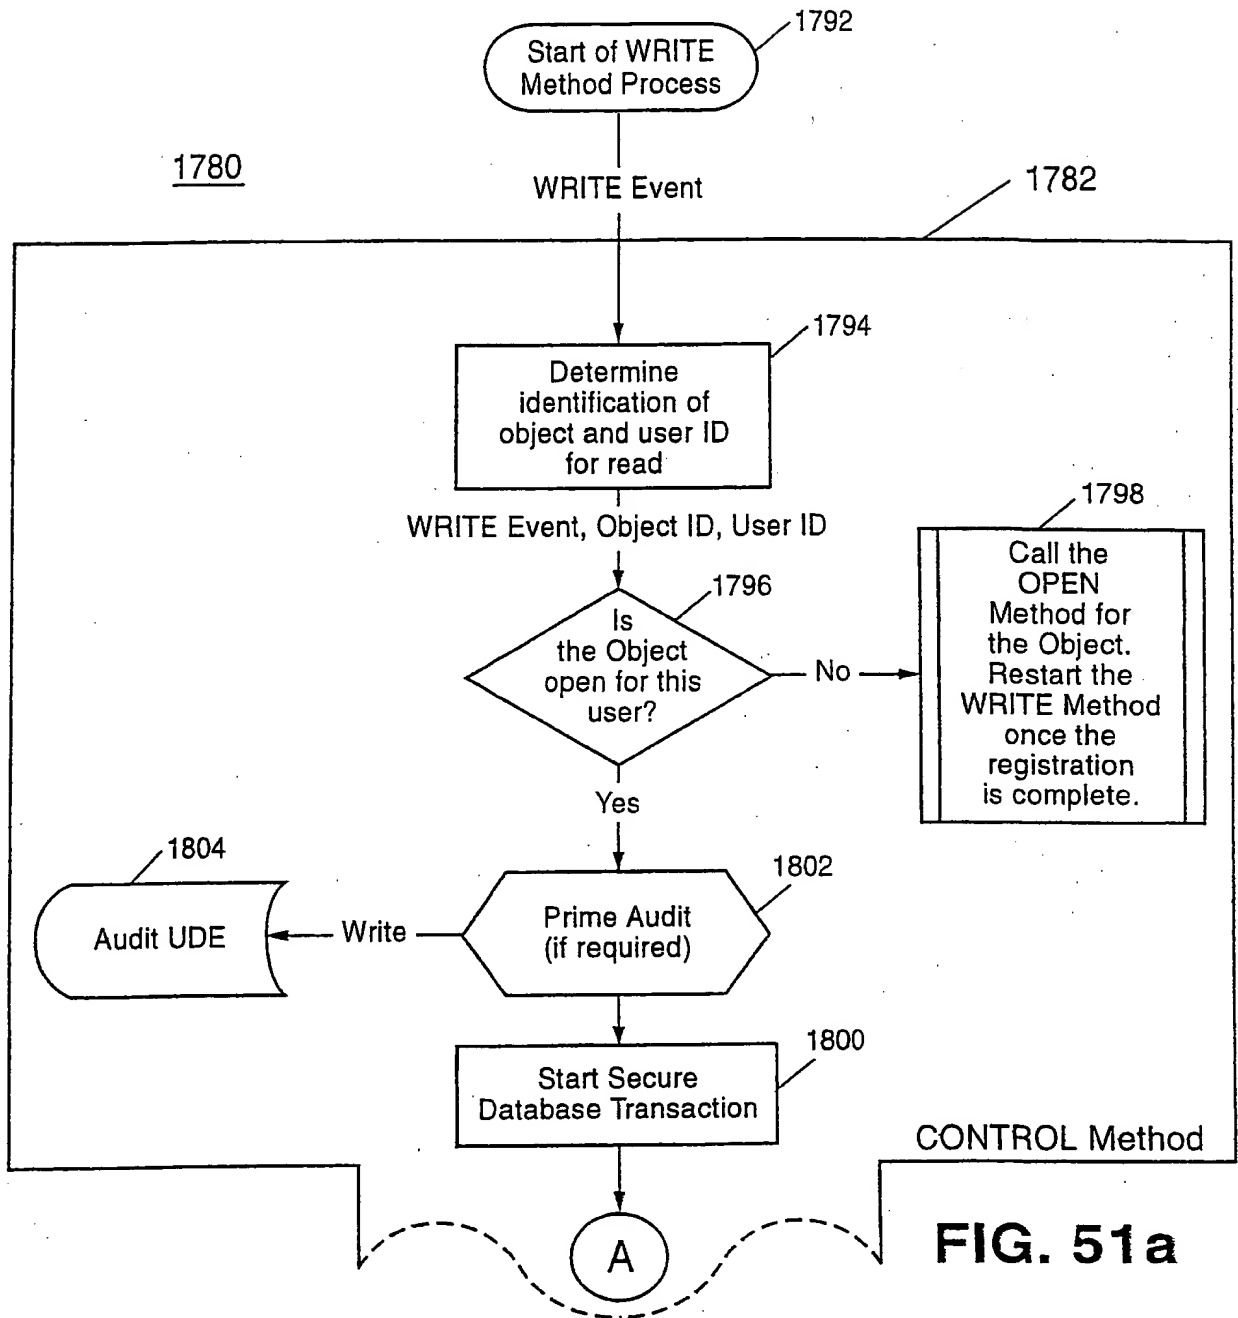 1792
Start of WRITE
Method Process
1780
WRITE Event
1782
1794
Determine
identification of
object and user ID
for read
WRITE Event, Object ID, User ID
1798
Call the
OPEN
Method for
the Object.
Restart the
WRITE Method
once the
registration
is complete.
1796
Is
the Object
open for this
user?
No
Yes
1804
Audit UDE
Write
1802
Prime Audit
(if required)
1800
Start Secure
Database Transaction
CONTROL Method
A
FIG. 51a